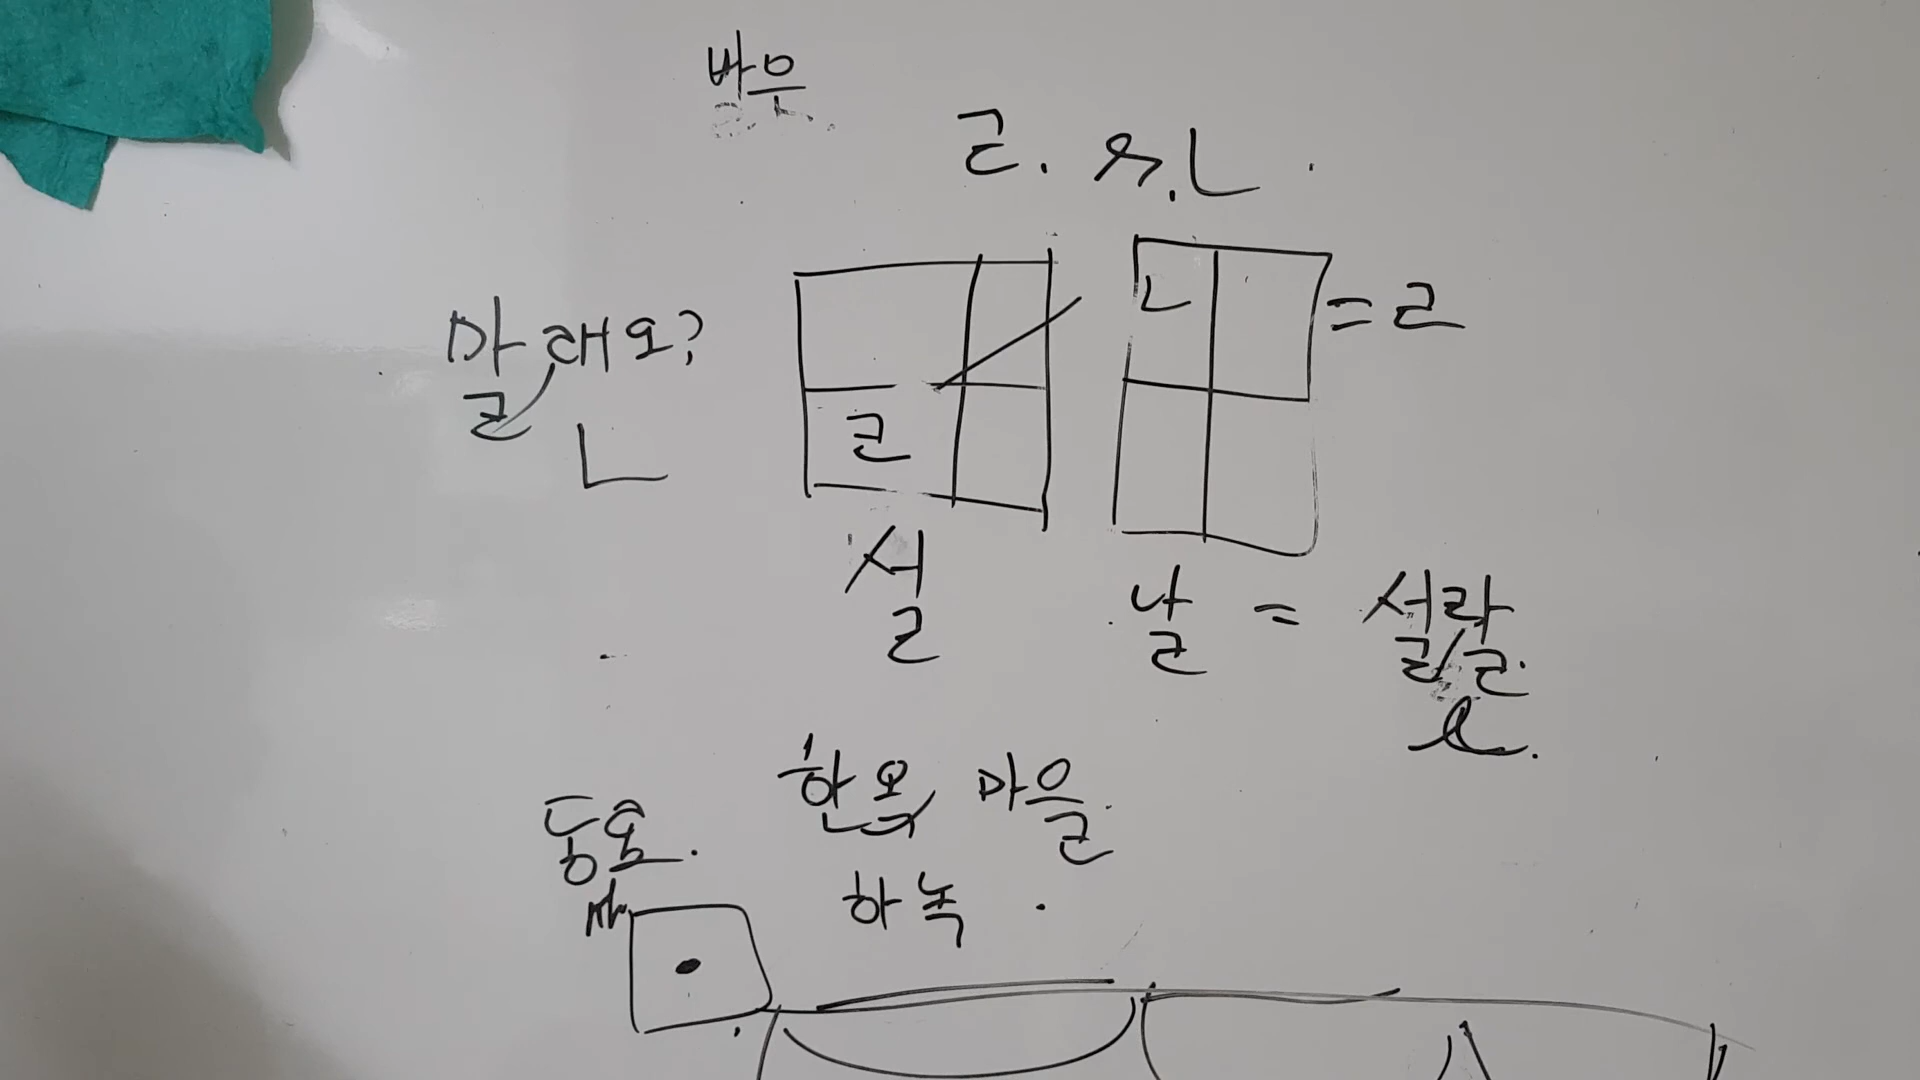 바우
ㄹ. r.L
ㄴ = ㄹ
말래요?
ㄴ
ㄹ
설 날 = 설랄
l.
한옥 마을
동요.
하녹.